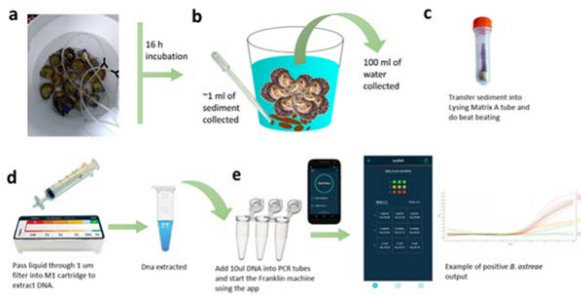 a
16 h
incubation
b
~1 ml of
sediment
collected
100 ml of
water
collected
c
Transfer sediment into
Lysing Matrix A tube and
do beat beating
d
Pass liquid through 1 um
filter into M1 cartridge to
extract DNA.
Dna extracted
e
Add 10ul DNA into PCR tubes
and start the Franklin machine
using the app
Example of positive B. ostreae
output